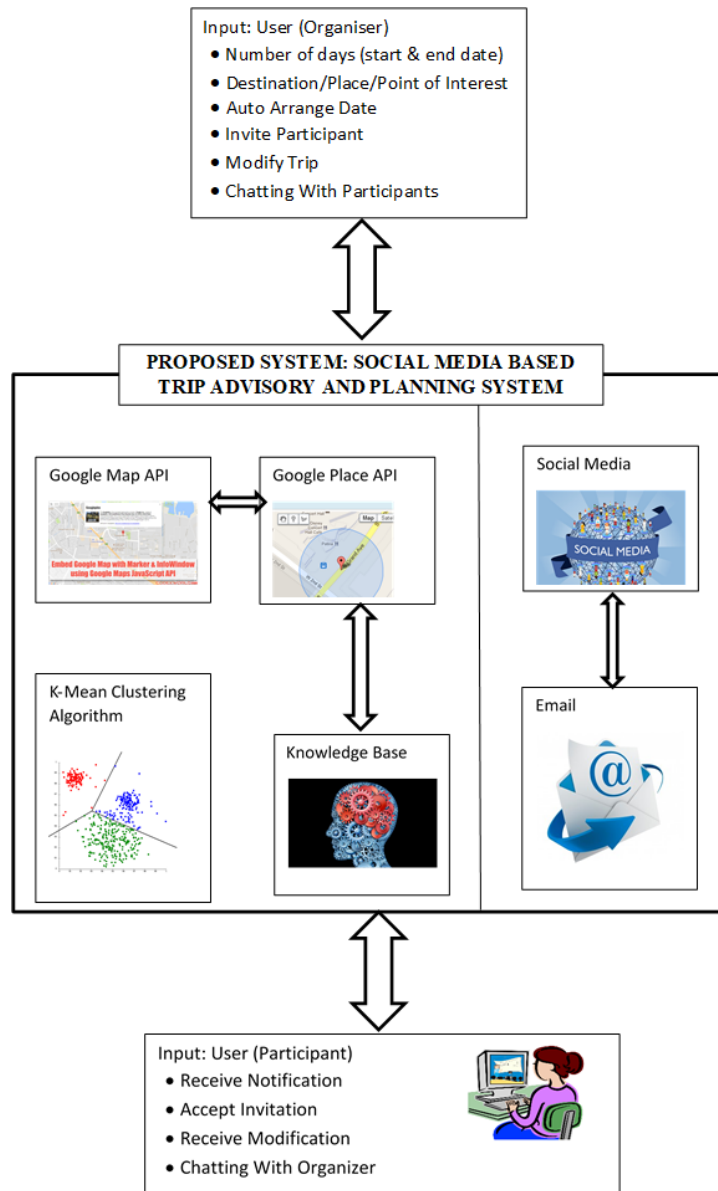 Input: User (Organiser)
• Number of days (start & end date)
• Destination/Place/Point of Interest
• Auto Arrange Date
• Invite Participant
• Modify Trip
• Chatting With Participants
PROPOSED SYSTEM: SOCIAL MEDIA BASED
TRIP ADVISORY AND PLANNING SYSTEM
Google Map API
Embed Google Map with Marker & InfoWindow
using Google Maps JavaScript API
Google Place API
Map
Social Media
SOCIAL MEDIA
K-Mean Clustering
Algorithm
Knowledge Base
Email
@
Input: User (Participant)
• Receive Notification
• Accept Invitation
• Receive Modification
• Chatting With Organizer